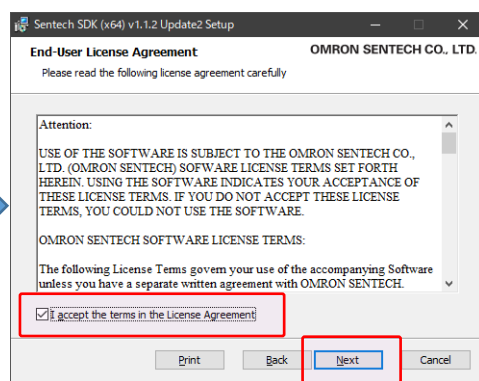 Sentech SDK (x64) v1.1.2 Update2 Setup
End-User License Agreement
OMRON SENTECH CO., LTD.
Please read the following license agreement carefully
Attention:
USE OF THE SOFTWARE IS SUBJECT TO THE OMRON SENTECH CO.,
LTD. (OMRON SENTECH) SOFWARE LICENSE TERMS SET FORTH
HEREIN. USING THE SOFTWARE INDICATES YOUR ACCEPTANCE OF
THESE LICENSE TERMS. IF YOU DO NOT ACCEPT THESE LICENSE
TERMS, YOU COULD NOT USE THE SOFTWARE.
OMRON SENTECH SOFTWARE LICENSE TERMS:
The following License Terms govern your use of the accompanying Software
unless you have a separate written agreement with OMRON SENTECH.
I accept the terms in the License Agreement
Print Back Next Cancel